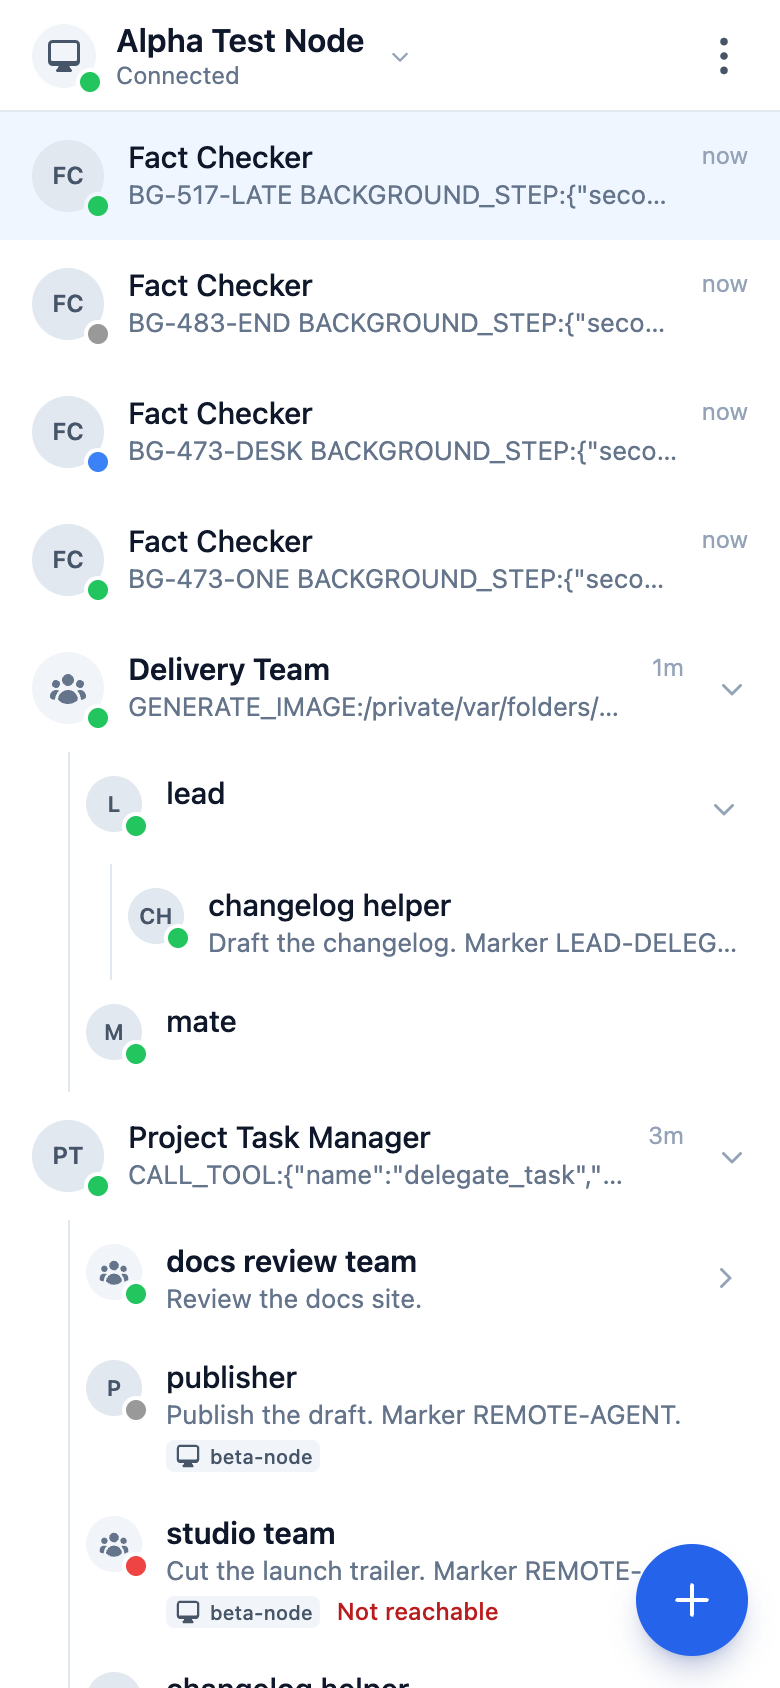 Alpha Test Node
Connected
FC
Fact Checker
now
BG-517-LATE BACKGROUND_STEP:{"seco...
FC
Fact Checker
now
BG-483-END BACKGROUND_STEP:{"seco...
FC
Fact Checker
now
BG-473-DESK BACKGROUND_STEP:{"seco...
FC
Fact Checker
now
BG-473-ONE BACKGROUND_STEP:{"seco...
Delivery Team
1m
GENERATE_IMAGE:/private/var/folders/...
L
lead
CH
changelog helper
Draft the changelog. Marker LEAD-DELEG...
M
mate
PT
Project Task Manager
3m
CALL_TOOL:{"name":"delegate_task","...
docs review team
Review the docs site.
P
publisher
Publish the draft. Marker REMOTE-AGENT.
beta-node
studio team
Cut the launch trailer. Marker REMOTE-
beta-node
Not reachable
changelog helper